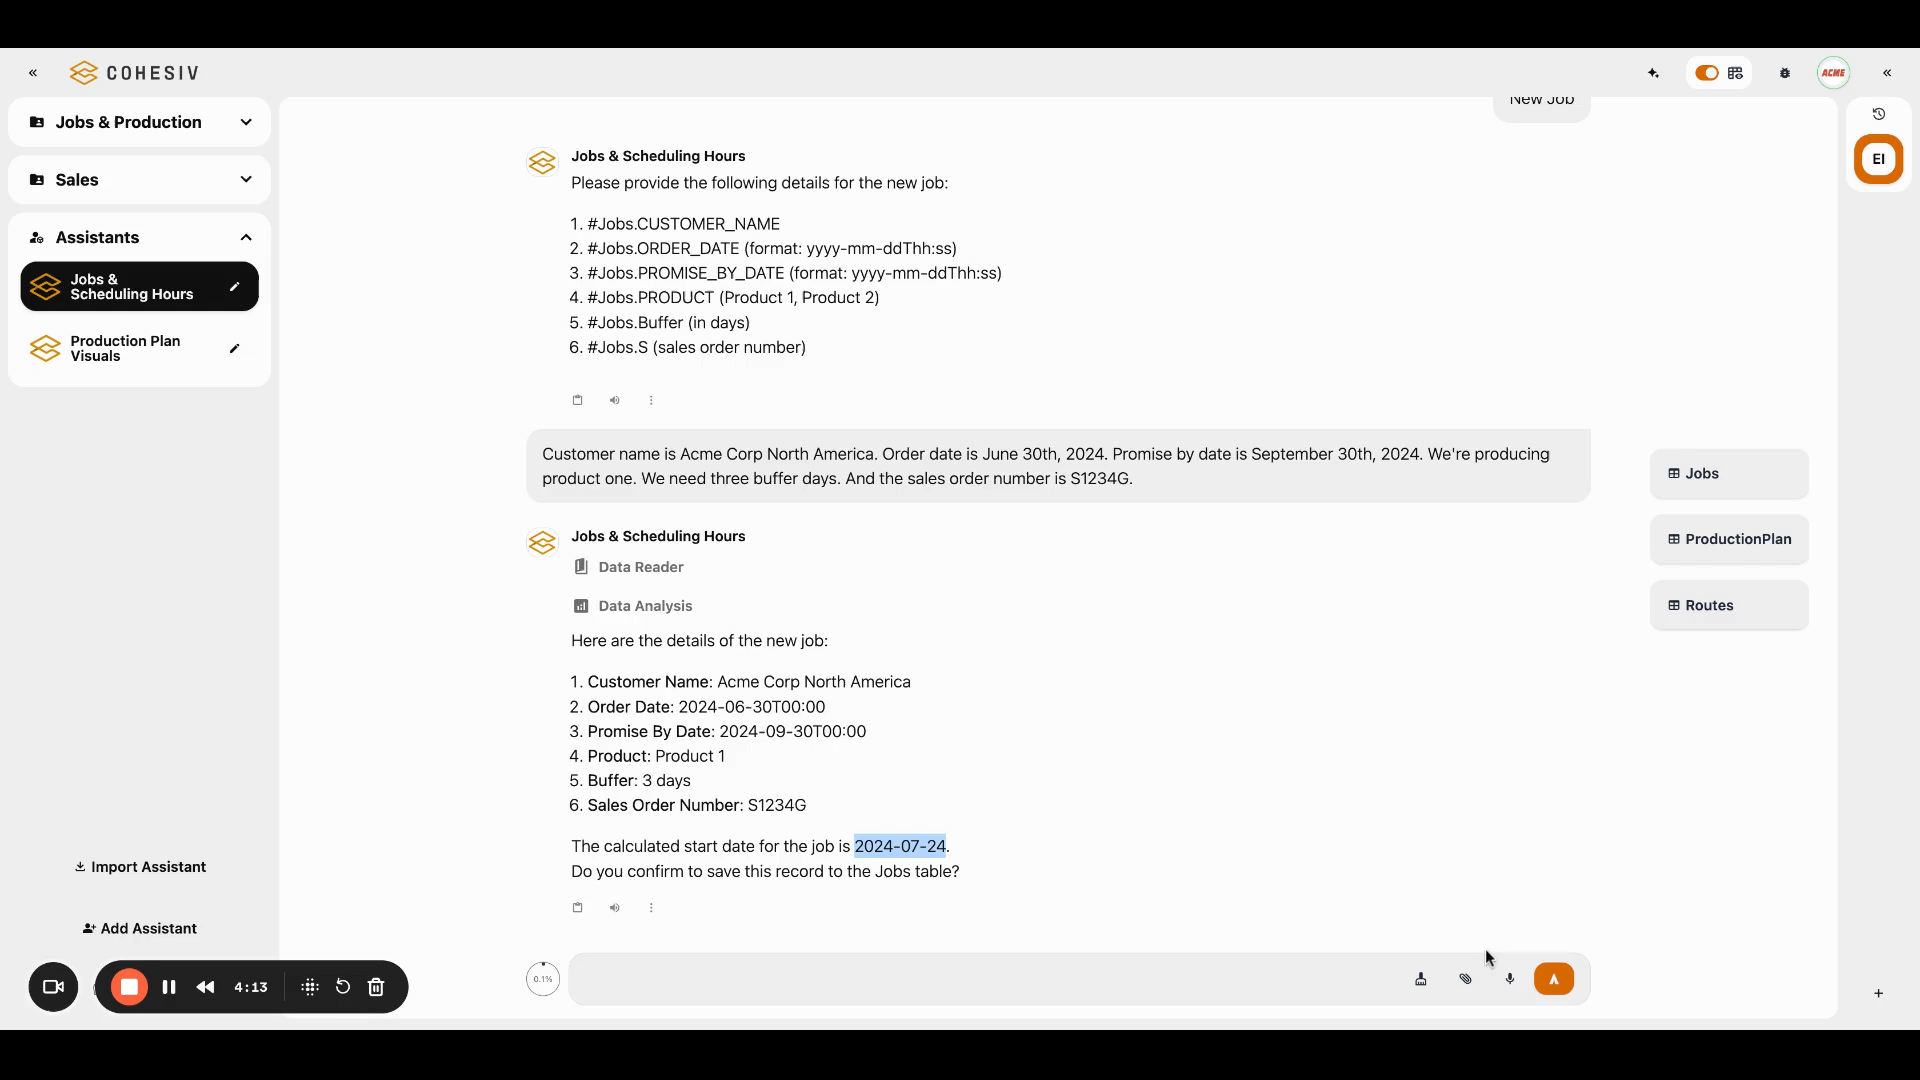 COHESIV
ACME
Jobs & Production
Sales
Assistants
Jobs &
Scheduling Hours
Production Plan
Visuals
Import Assistant
Add Assistant
4:13
New Job
Jobs & Scheduling Hours
Please provide the following details for the new job:
1. #Jobs.CUSTOMER_NAME
2. #Jobs.ORDER_DATE (format: yyyy-mm-ddThh:ss)
3. #Jobs.PROMISE_BY_DATE (format: yyyy-mm-ddThh:ss)
4. #Jobs.PRODUCT (Product 1, Product 2)
5. #Jobs.Buffer (in days)
6. #Jobs.S (sales order number)
Customer name is Acme Corp North America. Order date is June 30th, 2024. Promise by date is September 30th, 2024. We're producing
product one. We need three buffer days. And the sales order number is S1234G.
Jobs & Scheduling Hours
Data Reader
Data Analysis
Here are the details of the new job:
1. Customer Name: Acme Corp North America
2. Order Date: 2024-06-30T00:00
3. Promise By Date: 2024-09-30T00:00
4. Product: Product 1
5. Buffer: 3 days
6. Sales Order Number: S1234G
The calculated start date for the job is 2024-07-24.
Do you confirm to save this record to the Jobs table?
0.1%
Jobs
ProductionPlan
Routes
EI